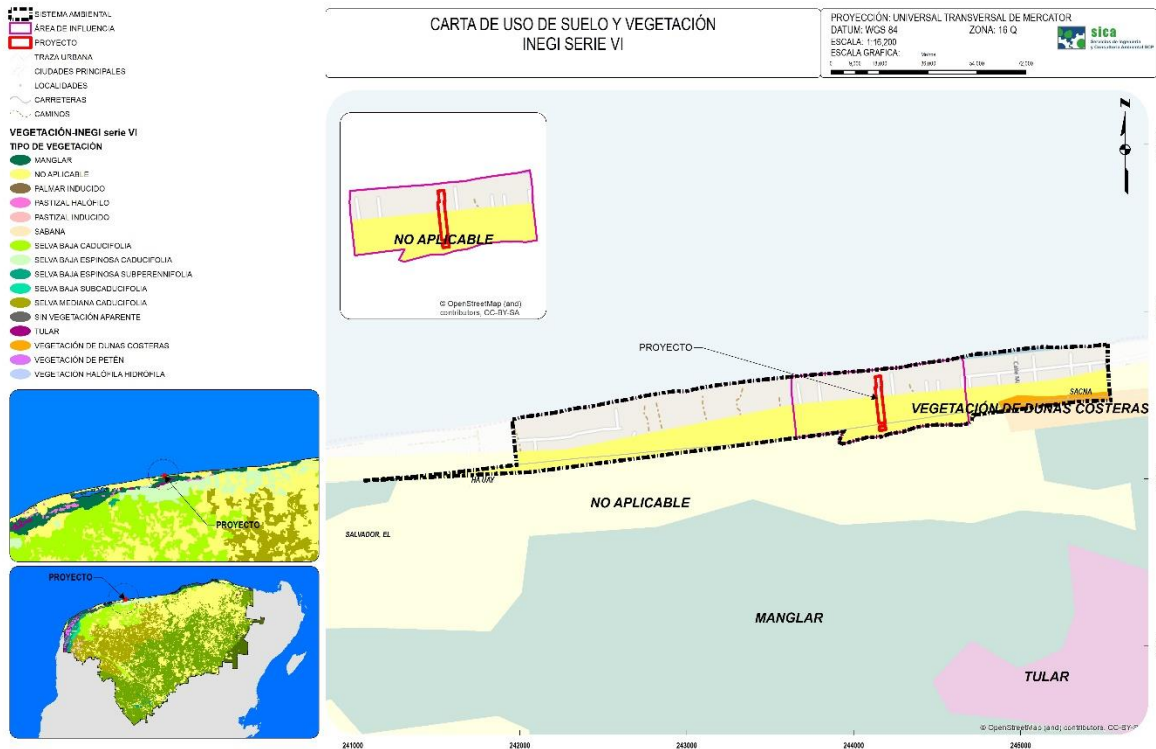 SISTEMA AMBIENTAL
ÁREA DE INFLUENCIA
PROYECTO
TRAZA URBANA
CIUDADES PRINCIPALES
LOCALIDADES
CARRETERAS
CAMINOS
VEGETACIÓN-INEGI serie VI
TIPO DE VEGETACIÓN
MANGLAR
NO APLICABLE
PALMAR INDUCIDO
PASTIZAL HALÓFILO
PASTIZAL INDUCIDO
SABANA
SELVA BAJA CADUCIFOLIA
SELVA BAJA ESPINOSA CADUCIFOLIA
SELVA BAJA ESPINOSA SUBPERENNIFOLIA
SELVA BAJA SUBCADUCIFOLIA
SELVA MEDIANA CADUCIFOLIA
SIN VEGETACIÓN APARENTE
TULAR
VEGETACIÓN DE DUNAS COSTERAS
VEGETACIÓN DE PETÉN
VEGETACIÓN HALÓFILA HIDRÓFILA
CARTA DE USO DE SUELO Y VEGETACIÓN
INEGI SERIE VI
PROYECCIÓN: UNIVERSAL TRANSVERSAL DE MERCATOR
DATUM: WGS 84 ZONA: 16 Q
ESCALA: 1:16,200
ESCALA GRAFICA:
sica
NO APLICABLE
© OpenStreetMap (and)
contributors, CC-BY-SA
PROYECTO
SACNA
VEGETACIÓN DE DUNAS COSTERAS
HA UAY
NO APLICABLE
SALVADOR, EL
MANGLAR
TULAR
© OpenStreetMap (and) contributors, CC-BY-
PROYECTO
PROYECTO
241000 242000 243000 244000 245000